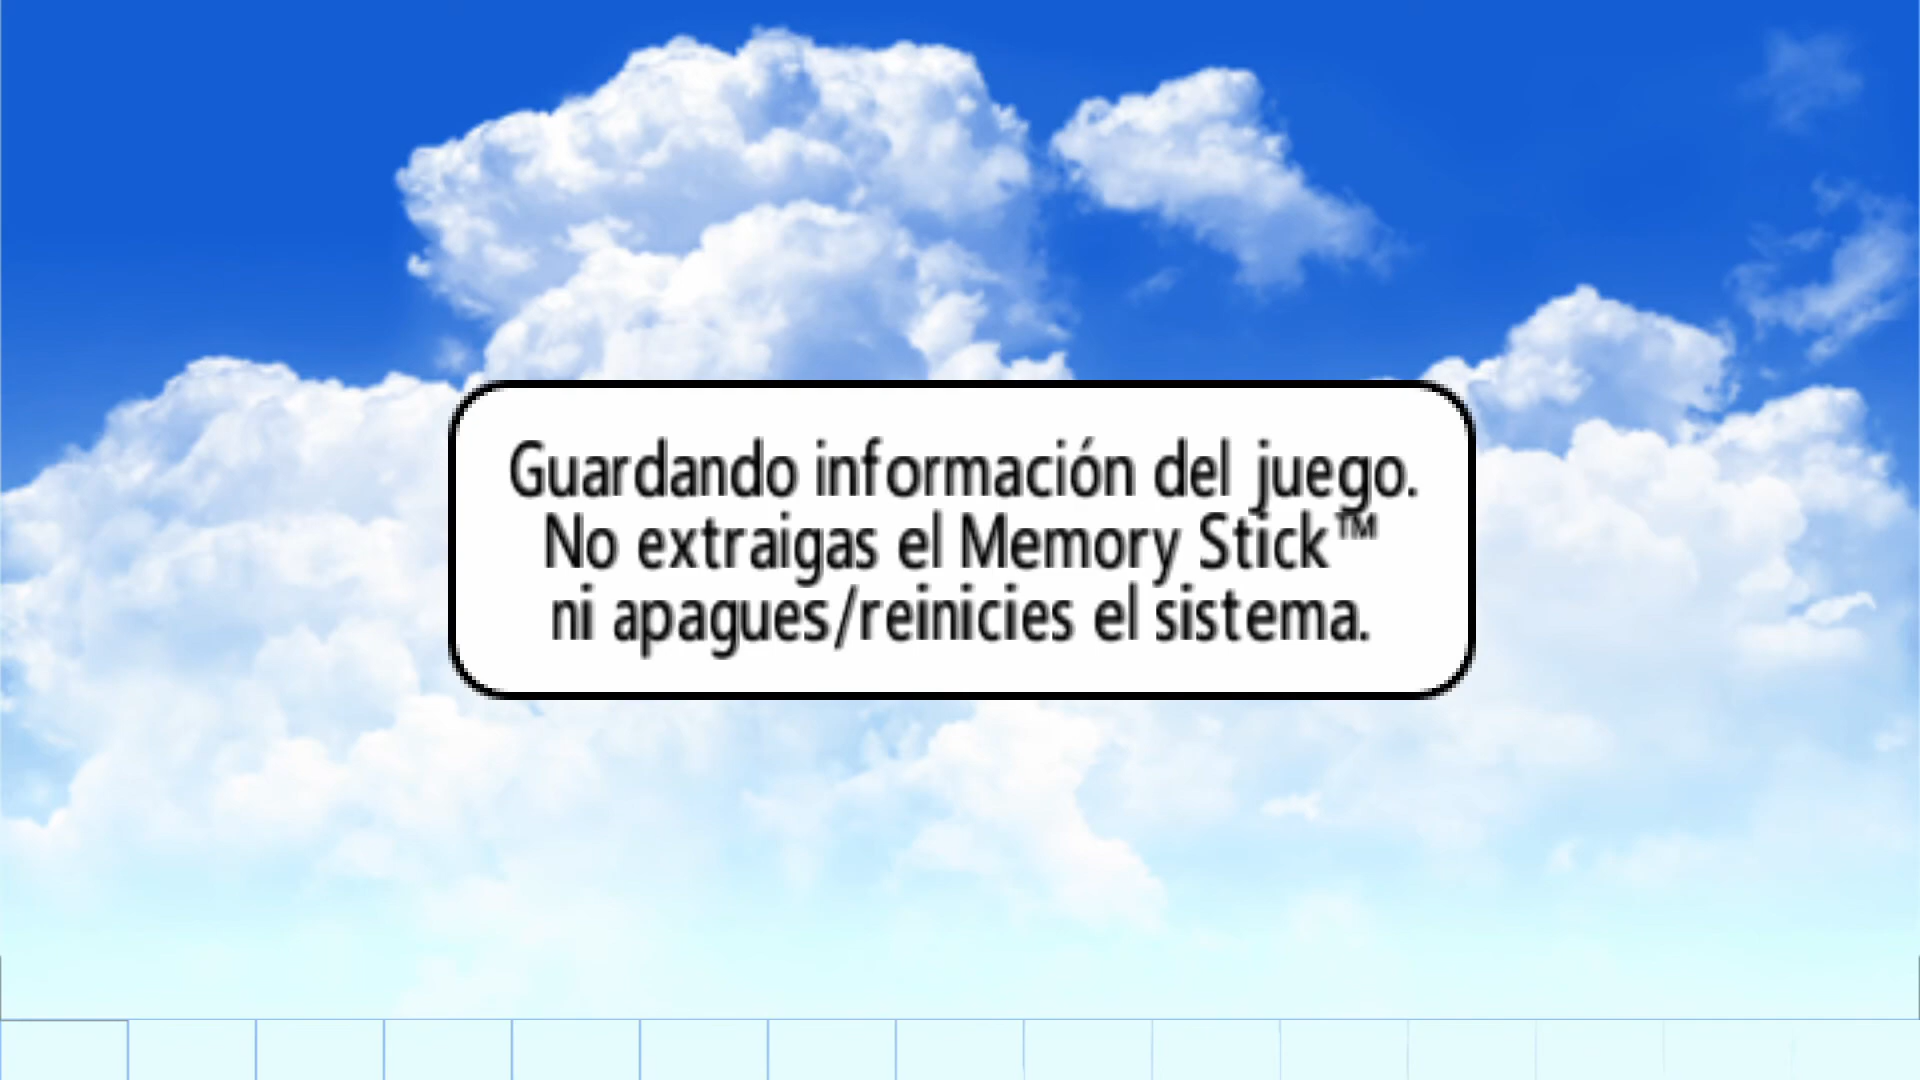 Guardando información del juego.
No extraigas el Memory Stick™
ni apagues/reinicies el sistema.